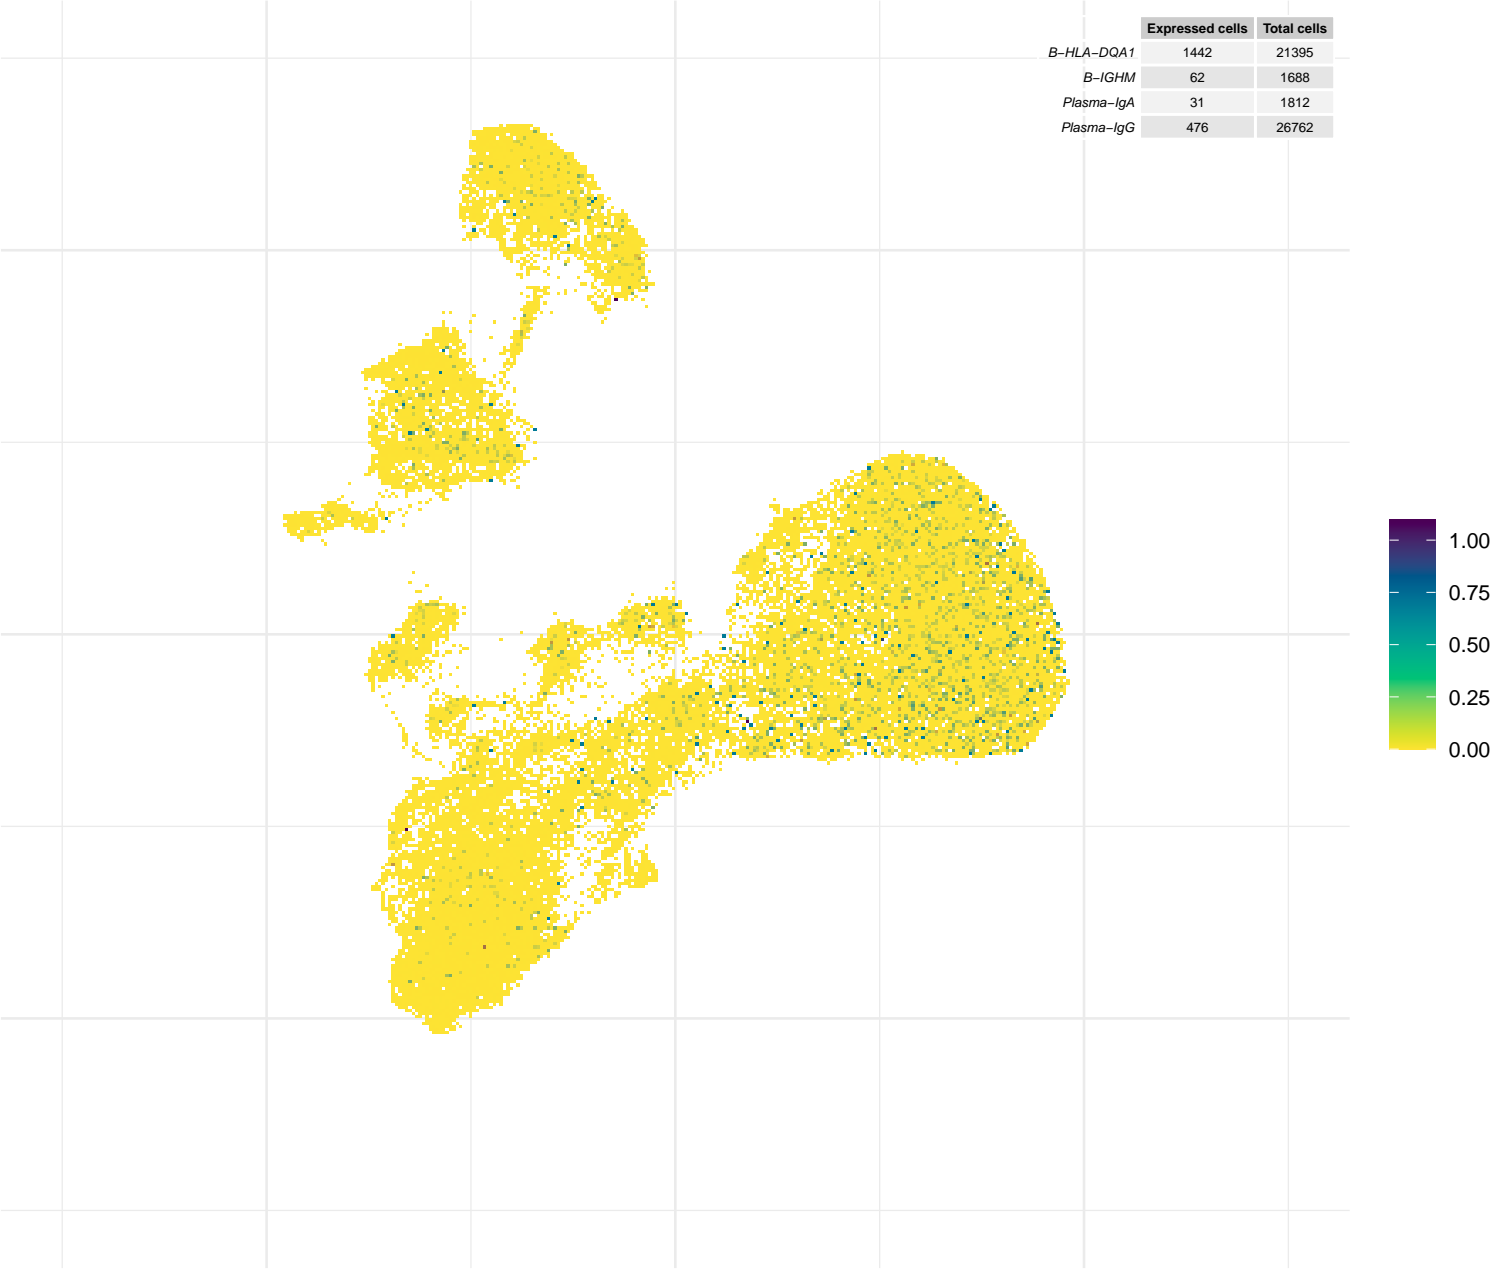 Expressed cells Total cells
B−HLA−DQA1 1442 21395
B−IGHM 62 1688
Plasma−IgA 31 1812
Plasma−IgG 476 26762
1.00
0.75
0.50
0.25
0.00